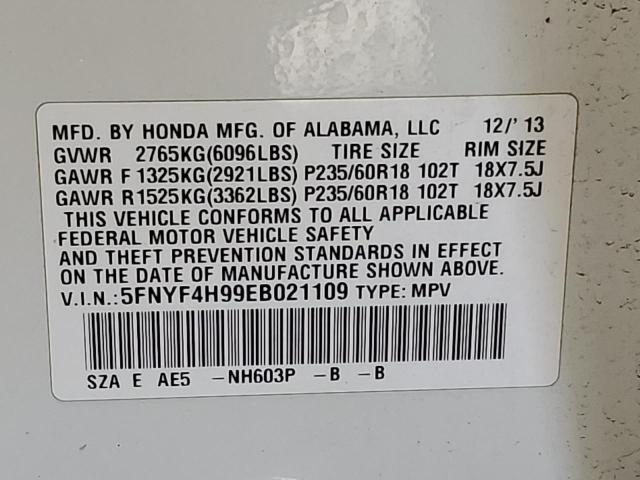 MFD. BY HONDA MFG. OF ALABAMA, LLC 12/'13
GVWR 2765KG(6096LBS) TIRE SIZE RIM SIZE
GAWR F 1325KG(2921LBS) P235/60R18 102T 18X7.5J
GAWR R1525KG(3362LBS) P235/60R18 102T 18X7.5J
THIS VEHICLE CONFORMS TO ALL APPLICABLE
FEDERAL MOTOR VEHICLE SAFETY
AND THEFT PREVENTION STANDARDS IN EFFECT
ON THE DATE OF MANUFACTURE SHOWN ABOVE.
V.I.N.:5FNYF4H99EB021109 TYPE: MPV
SZA E AE5 -NH603P -B -B